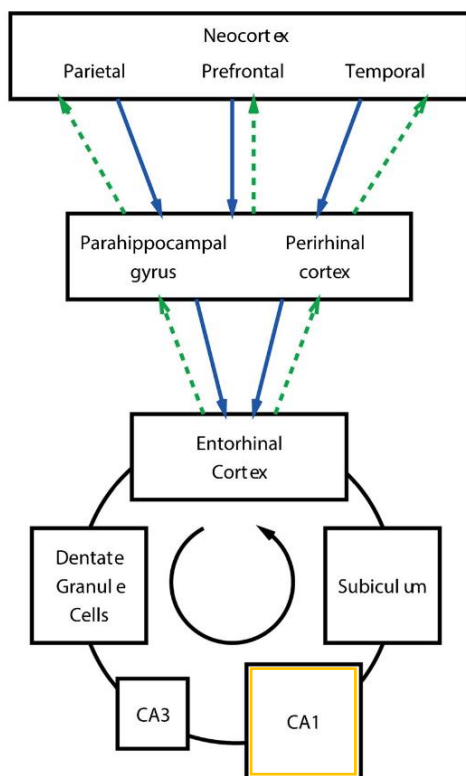 Neocortex
Parietal Prefrontal Temporal
Parahippocampal
gyrus
Perirhinal
cortex
Entorhinal
Cortex
Dentate
Granule
Cells
Subiculum
CA3
CA1